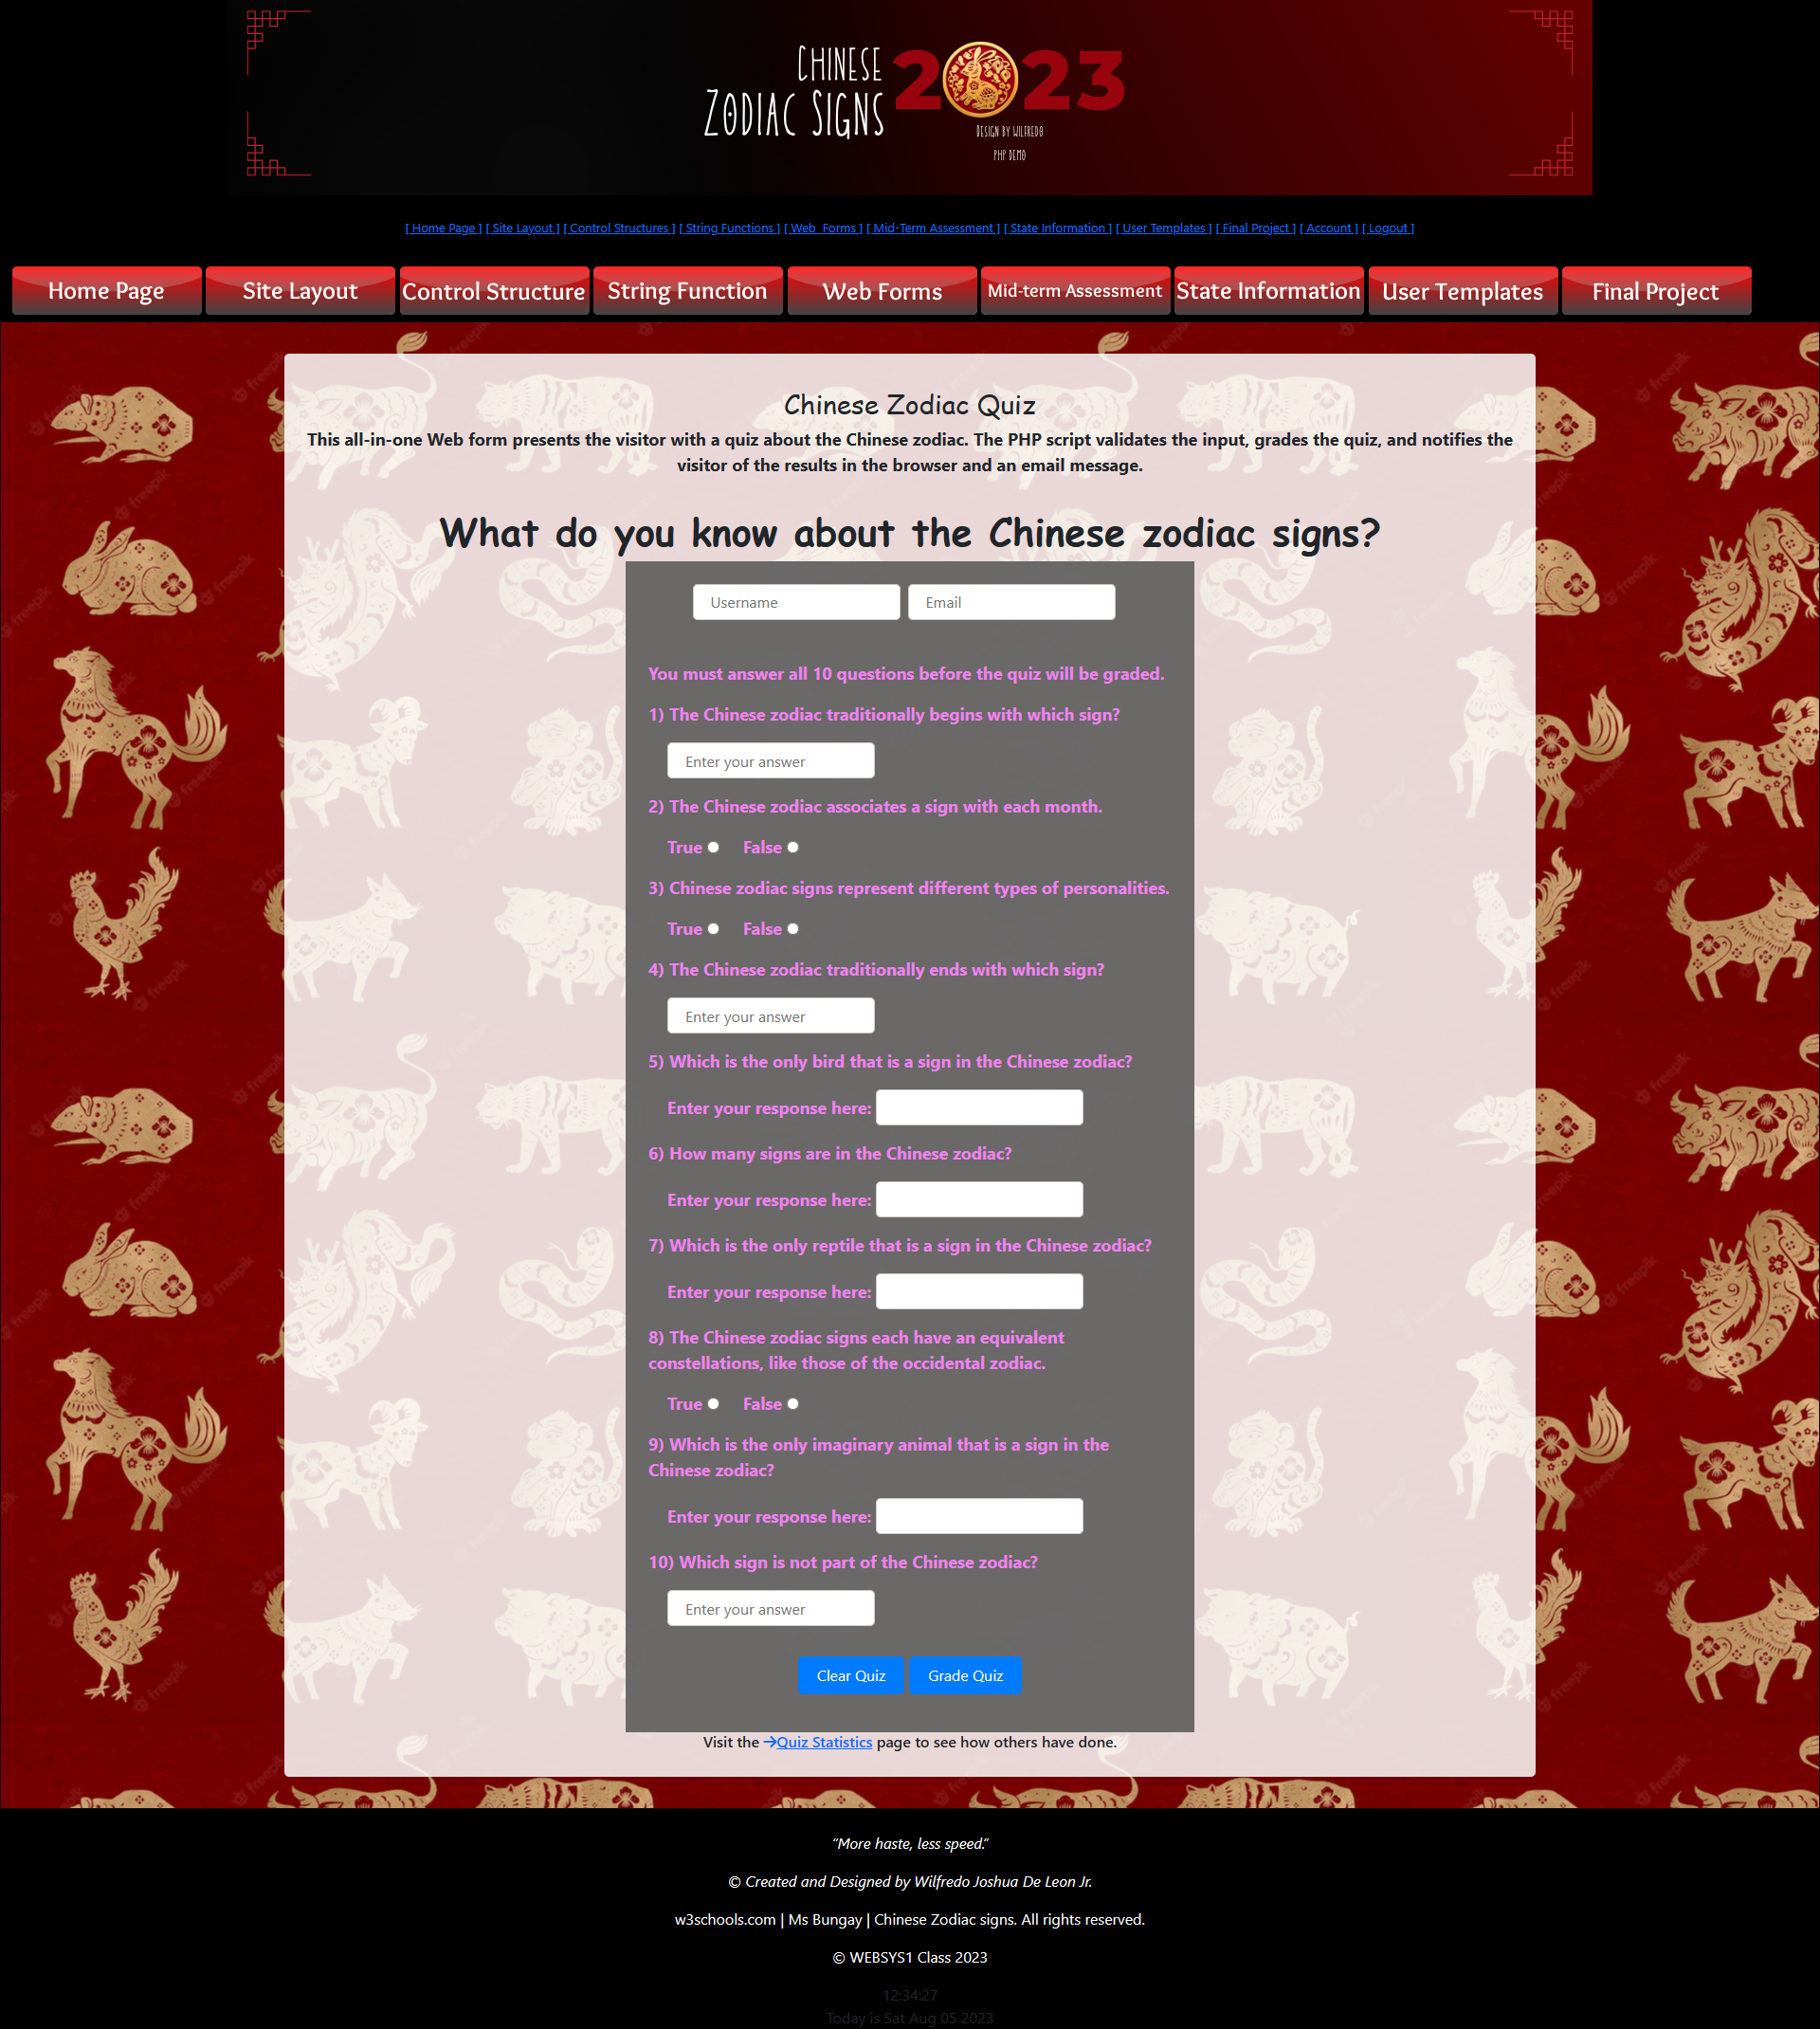 CHINESE
ZODIAC SIGNS
2023
DESIGN BY WILFREDO
PHP DEMO
[ Home Page ] [ Site Layout ] [ Control Structures ] [ String Functions ] [ Web  Forms ] [ Mid-Term Assessment ] [ State Information ] [ User Templates ] [ Final Project ] [ Account ] [ Logout ]
Home Page Site Layout Control Structure String Function Web Forms Mid-term Assessment State Information User Templates Final Project
Chinese Zodiac Quiz
This all-in-one Web form presents the visitor with a quiz about the Chinese zodiac. The PHP script validates the input, grades the quiz, and notifies the
visitor of the results in the browser and an email message.
What do you know about the Chinese zodiac signs?
Username Email
You must answer all 10 questions before the quiz will be graded.
1) The Chinese zodiac traditionally begins with which sign?
Enter your answer
2) The Chinese zodiac associates a sign with each month.
True False
3) Chinese zodiac signs represent different types of personalities.
True False
4) The Chinese zodiac traditionally ends with which sign?
Enter your answer
5) Which is the only bird that is a sign in the Chinese zodiac?
Enter your response here:
6) How many signs are in the Chinese zodiac?
Enter your response here:
7) Which is the only reptile that is a sign in the Chinese zodiac?
Enter your response here:
8) The Chinese zodiac signs each have an equivalent
constellations, like those of the occidental zodiac.
True False
9) Which is the only imaginary animal that is a sign in the
Chinese zodiac?
Enter your response here:
10) Which sign is not part of the Chinese zodiac?
Enter your answer
Clear Quiz Grade Quiz
Visit the →Quiz Statistics page to see how others have done.
“More haste, less speed.”
© Created and Designed by Wilfredo Joshua De Leon Jr.
w3schools.com | Ms Bungay | Chinese Zodiac signs. All rights reserved.
© WEBSYS1 Class 2023
12:34:27
Today is Sat Aug 05 2023